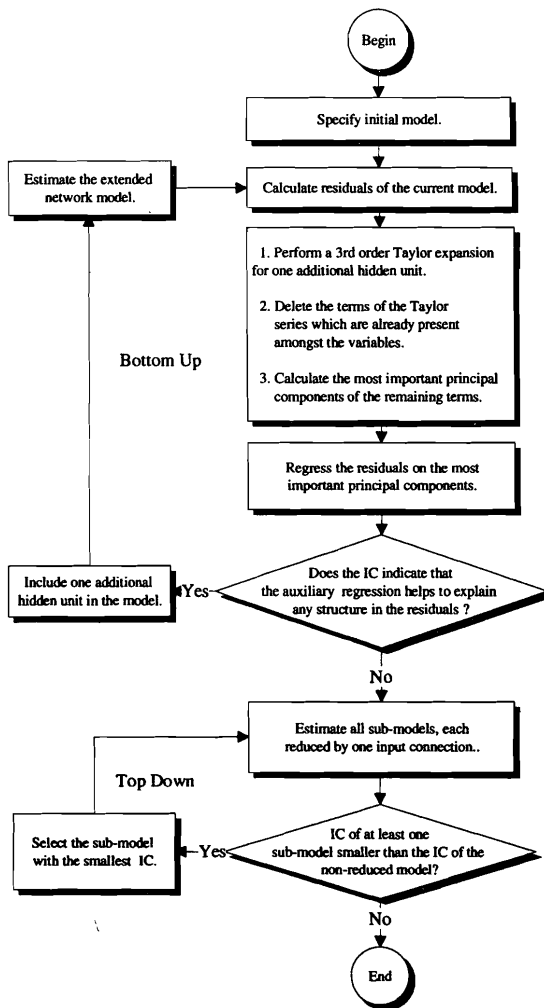 Begin
Specify initial model.
Estimate the extended
network model.
Calculate residuals of the current model.
1. Perform a 3rd order Taylor expansion
for one additional hidden unit.
2. Delete the terms of the Taylor
series which are already present
amongst the variables.
3. Calculate the most important principal
components of the remaining terms.
Bottom Up
Regress the residuals on the most
important principal components.
Does the IC indicate that
the auxiliary regression helps to explain
any structure in the residuals ?
Yes
Include one additional
hidden unit in the model.
No
Estimate all sub-models, each
reduced by one input connection..
Top Down
Select the sub-model
with the smallest IC.
Yes
IC of at least one
sub-model smaller than the IC of the
non-reduced model?
No
End